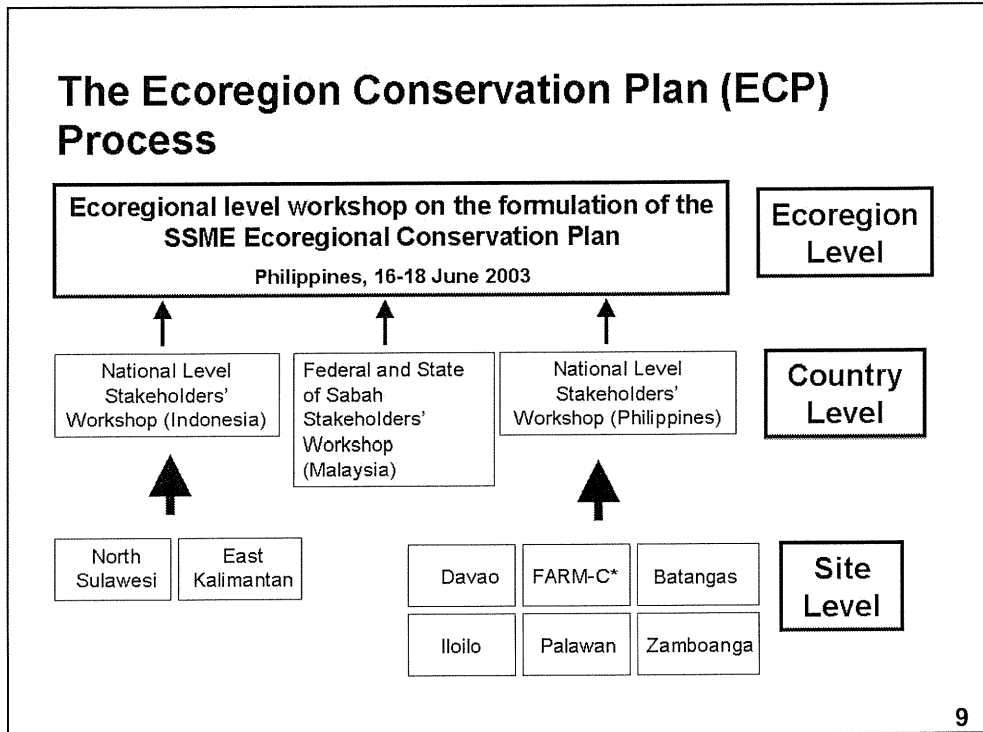 The Ecoregion Conservation Plan (ECP)
Process
Ecoregional level workshop on the formulation of the
SSME Ecoregional Conservation Plan
Philippines, 16-18 June 2003
Ecoregion
Level
National Level
Stakeholders'
Workshop (Indonesia)
Federal and State
of Sabah
Stakeholders'
Workshop
(Malaysia)
National Level
Stakeholders'
Workshop (Philippines)
Country
Level
North
Sulawesi
East
Kalimantan
Davao
FARM-C*
Batangas
Iloilo
Palawan
Zamboanga
Site
Level
9